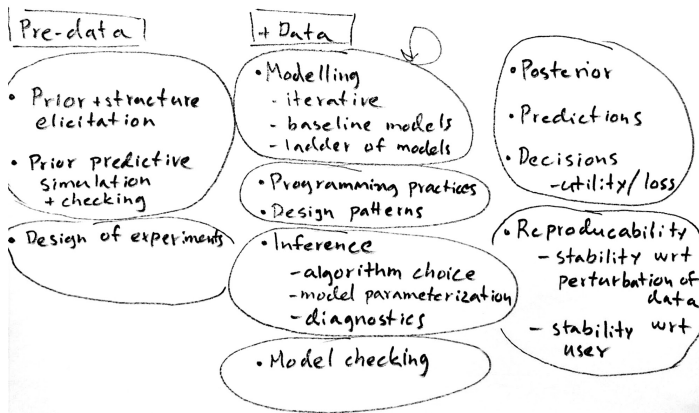 Pre-data
• Prior + structure
elicitation
• Prior predictive
simulation
+ checking
• Design of experiments
+ Data
• Modelling
- iterative
- baseline models
- ladder of models
• Programming practices
• Design patterns
• Inference
- algorithm choice
- model parameterization
- diagnostics
• Model checking
• Posterior
• Predictions
• Decisions
- utility/loss
• Reproducability
- stability wrt
perturbation of
data
- stability wrt
user